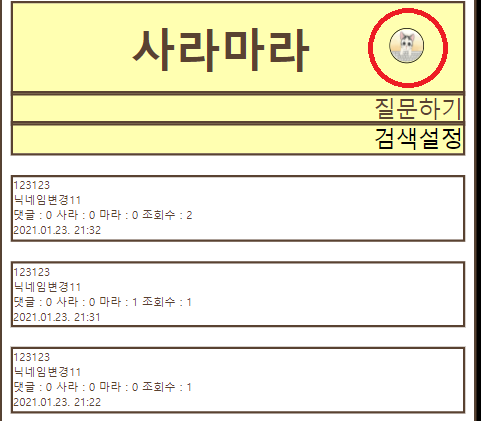 사라마라
질문하기
검색설정
123123
닉네임변경11
댓글 : 0 사라 : 0 마라 : 0 조회수 : 2
2021.01.23. 21:32
123123
닉네임변경11
댓글 : 0 사라 : 0 마라 : 1 조회수 : 1
2021.01.23. 21:31
123123
닉네임변경11
댓글 : 0 사라 : 0 마라 : 0 조회수 : 1
2021.01.23. 21:22